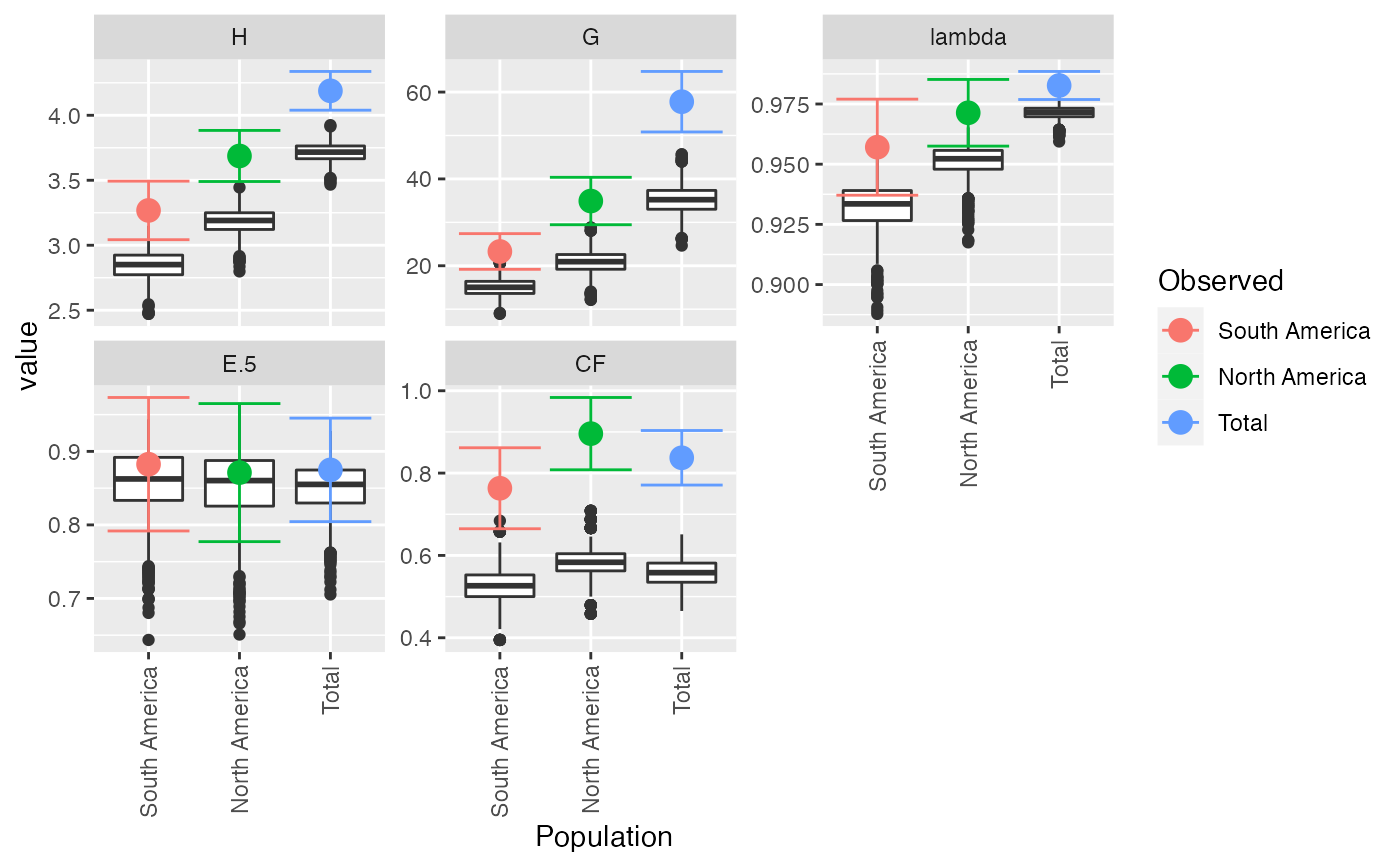 H
G
lambda
4.0
3.5
3.0
2.5
60
40
20
0.975
0.950
0.925
0.900
South America
North America
Total
value
E.5
CF
0.9
0.8
0.7
1.0
0.8
0.6
0.4
South America
North America
Total
South America
North America
Total
Population
Observed
South America
North America
Total